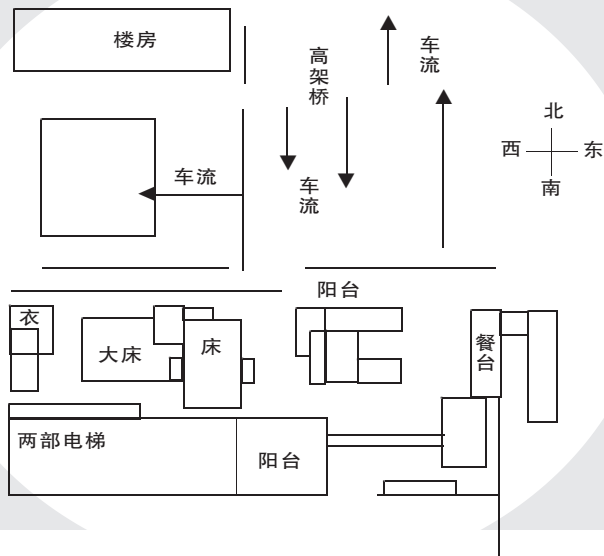 楼房
高架桥
车流
车流
车流
北
西
东
南
阳台
衣
大床
床
餐台
两部电梯
阳台